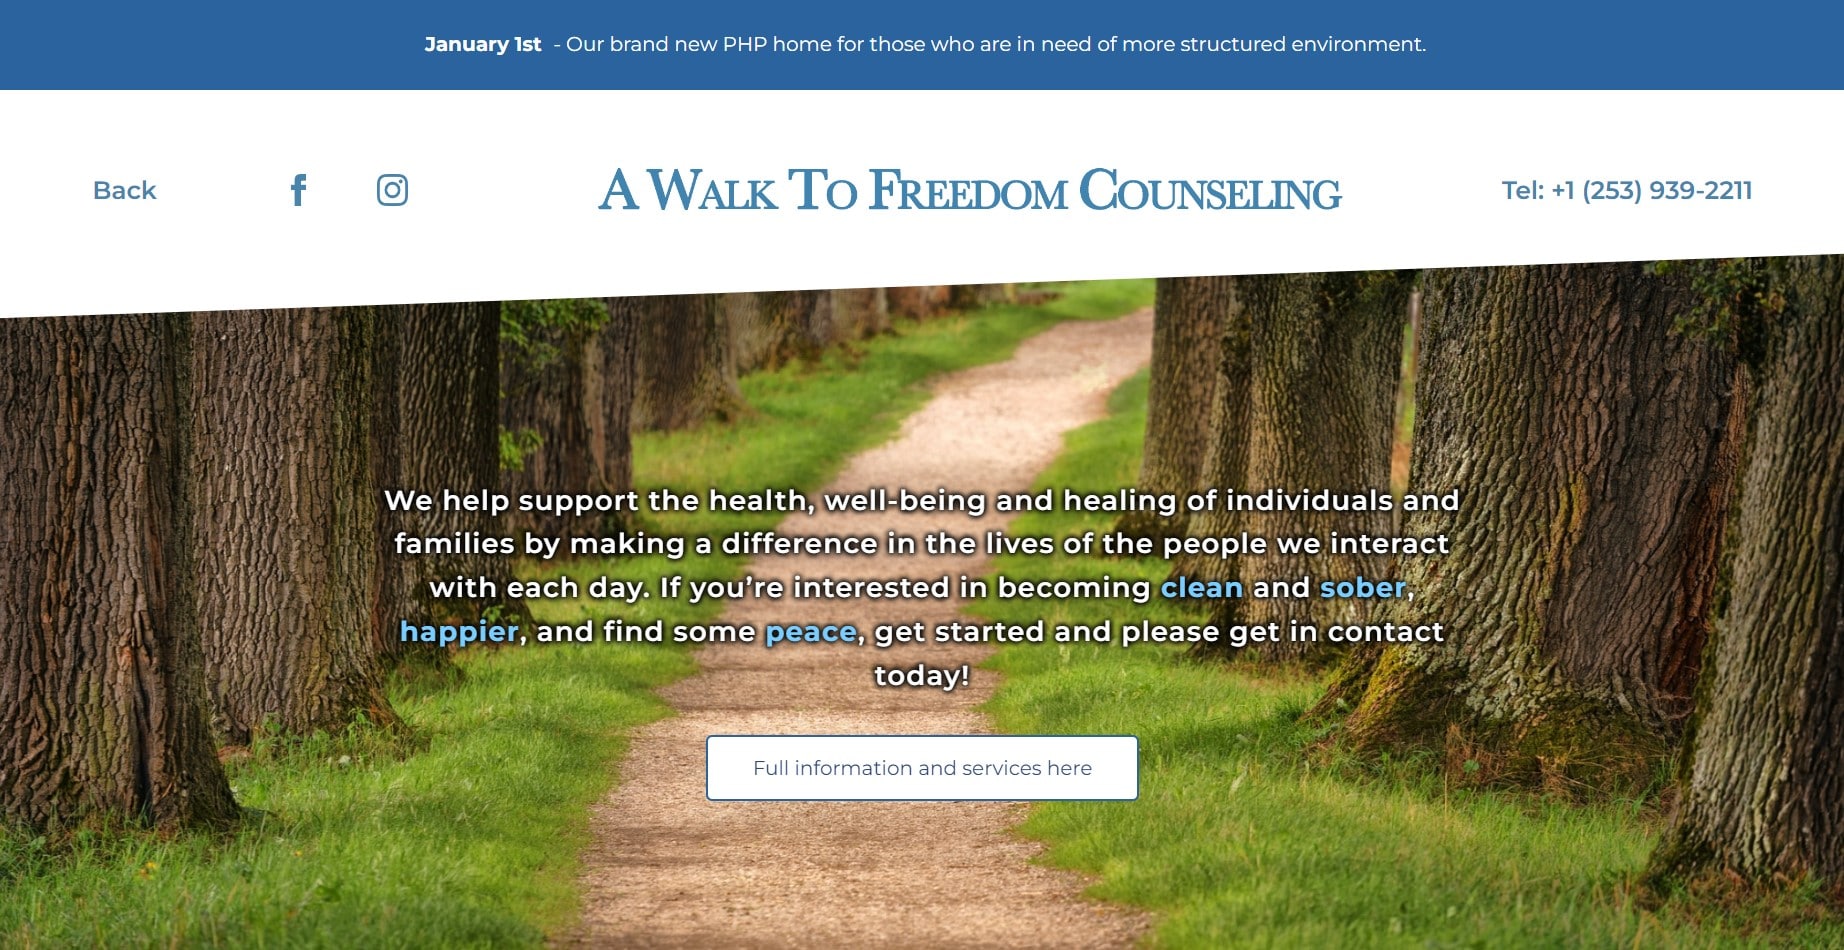 January 1st - Our brand new PHP home for those who are in need of more structured environment.
Back
A Walk To Freedom Counseling
Tel: +1 (253) 939-2211
We help support the health, well-being and healing of individuals and
families by making a difference in the lives of the people we interact
with each day. If you’re interested in becoming clean and sober,
happier, and find some peace, get started and please get in contact
today!
Full information and services here